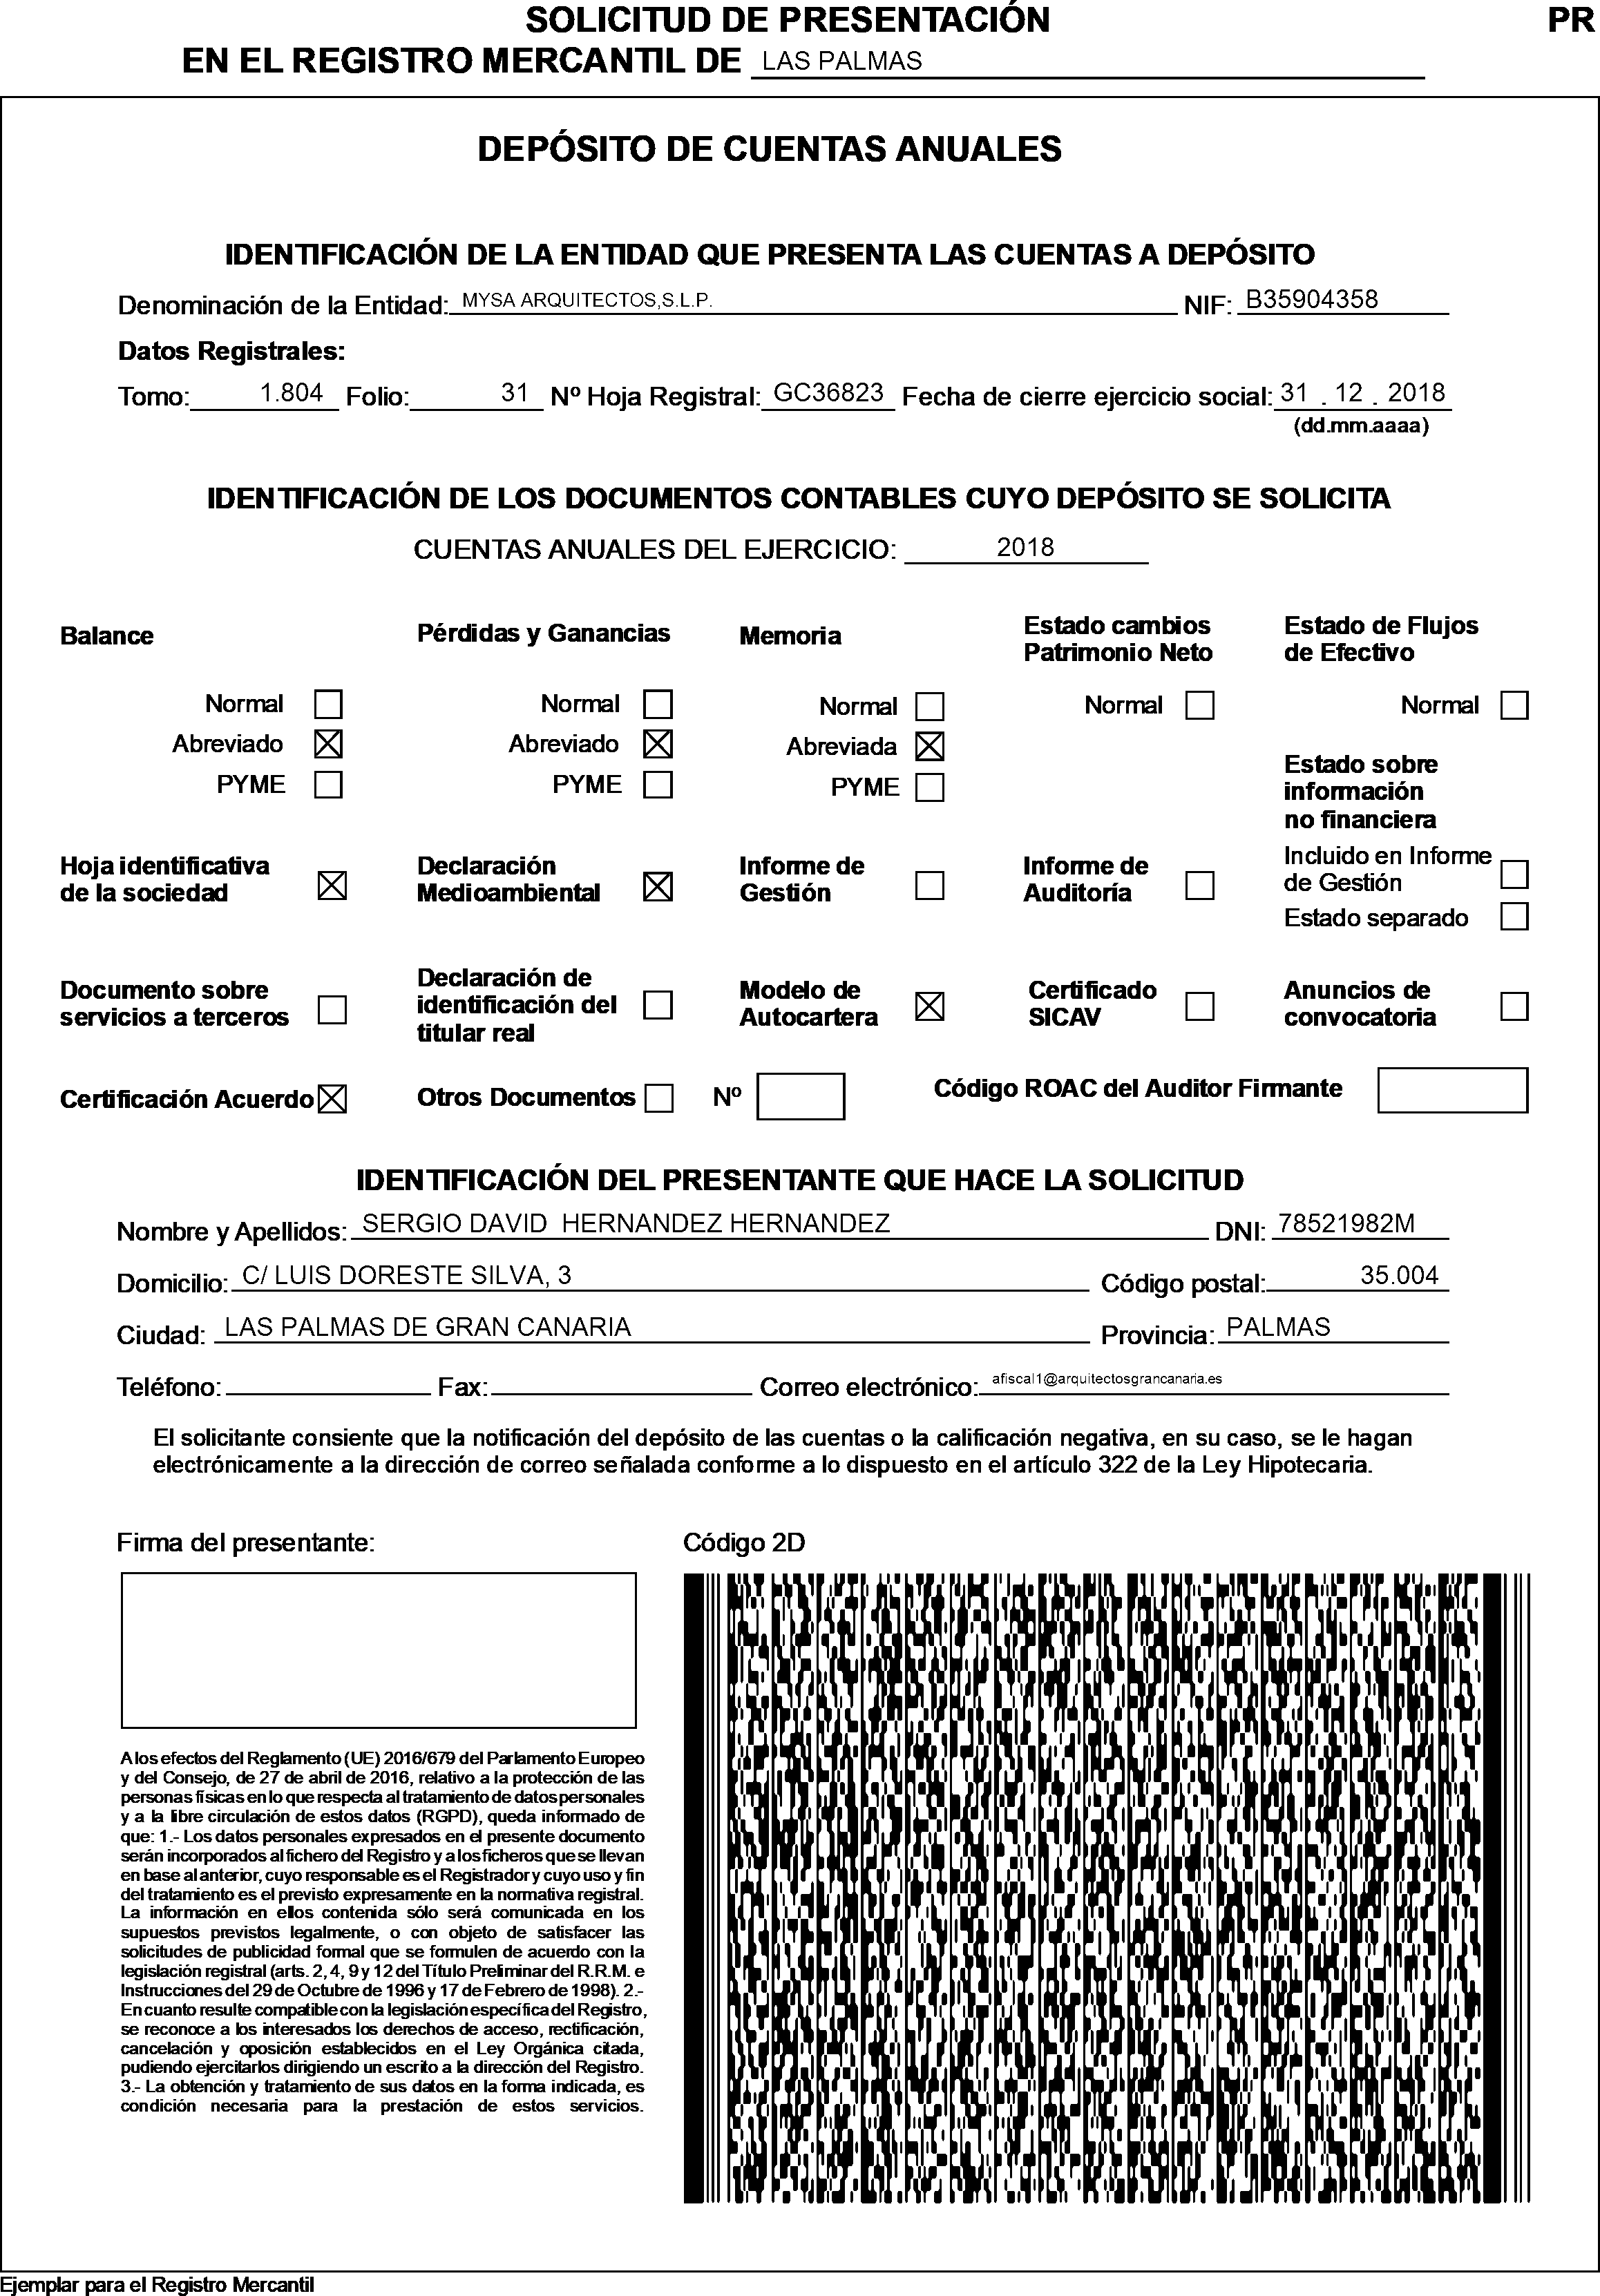 SOLICITUD DE PRESENTACIÓN PR
EN EL REGISTRO MERCANTIL DE LAS PALMAS
DEPÓSITO DE CUENTAS ANUALES
IDENTIFICACIÓN DE LA ENTIDAD QUE PRESENTA LAS CUENTAS A DEPÓSITO
Denominación de la Entidad: MYSA ARQUITECTOS,S.L.P. NIF: B35904358
Datos Registrales:
Tomo: 1.804 Folio: 31 Nº Hoja Registral: GC36823 Fecha de cierre ejercicio social: 31 . 12 . 2018
(dd.mm.aaaa)
IDENTIFICACIÓN DE LOS DOCUMENTOS CONTABLES CUYO DEPÓSITO SE SOLICITA
CUENTAS ANUALES DEL EJERCICIO: 2018
Balance
Normal
Abreviado
PYME
Pérdidas y Ganancias
Normal
Abreviado
PYME
Memoria
Normal
Abreviada
PYME
Estado cambios
Patrimonio Neto
Normal
Estado de Flujos
de Efectivo
Normal
Estado sobre
información
no financiera
Incluido en Informe
de Gestión
Estado separado
Hoja identificativa
de la sociedad
Declaración
Medioambiental
Informe de
Gestión
Informe de
Auditoría
Documento sobre
servicios a terceros
Declaración de
identificación del
titular real
Modelo de
Autocartera
Certificado
SICAV
Anuncios de
convocatoria
Certificación Acuerdo
Otros Documentos Nº
Código ROAC del Auditor Firmante
IDENTIFICACIÓN DEL PRESENTANTE QUE HACE LA SOLICITUD
Nombre y Apellidos: SERGIO DAVID HERNANDEZ HERNANDEZ DNI: 78521982M
Domicilio: C/ LUIS DORESTE SILVA, 3 Código postal: 35.004
Ciudad: LAS PALMAS DE GRAN CANARIA Provincia: PALMAS
Teléfono: Fax: Correo electrónico: afiscal1@arquitectosgrancanaria.es
El solicitante consiente que la notificación del depósito de las cuentas o la calificación negativa, en su caso, se le hagan
electrónicamente a la dirección de correo señalada conforme a lo dispuesto en el artículo 322 de la Ley Hipotecaria.
Firma del presentante:
Código 2D
A los efectos del Reglamento (UE) 2016/679 del Parlamento Europeo
y del Consejo, de 27 de abril de 2016, relativo a la protección de las
personas físicas en lo que respecta al tratamiento de datos personales
y a la libre circulación de estos datos (RGPD), queda informado de
que: 1.- Los datos personales expresados en el presente documento
serán incorporados al fichero del Registro y a los ficheros que se llevan
en base al anterior, cuyo responsable es el Registrador y cuyo uso y fin
del tratamiento es el previsto expresamente en la normativa registral.
La información en ellos contenida sólo será comunicada en los
supuestos previstos legalmente, o con objeto de satisfacer las
solicitudes de publicidad formal que se formulen de acuerdo con la
legislación registral (arts. 2, 4, 9 y 12 del Título Preliminar del R.R.M. e
Instrucciones del 29 de Octubre de 1996 y 17 de Febrero de 1998). 2.-
En cuanto resulte compatible con la legislación específica del Registro,
se reconoce a los interesados los derechos de acceso, rectificación,
cancelación y oposición establecidos en el Ley Orgánica citada,
pudiendo ejercitarlos dirigiendo un escrito a la dirección del Registro.
3.- La obtención y tratamiento de sus datos en la forma indicada, es
condición necesaria para la prestación de estos servicios.
Ejemplar para el Registro Mercantil